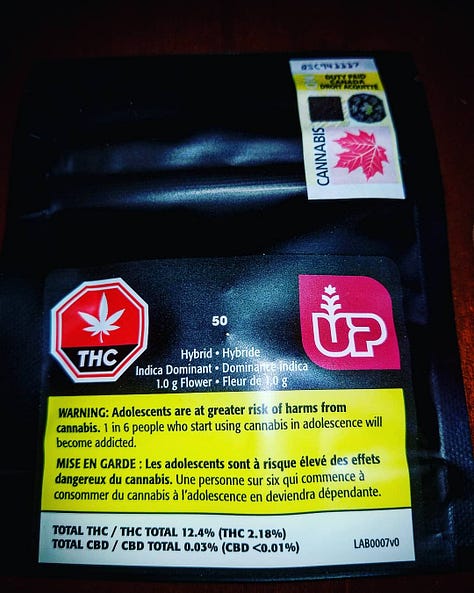 DUTY PAID
CANADA
DROIT ACQUITTÉ
CANNABIS
THC
50
UP
Hybrid • Hybride
Indica Dominant • Dominance Indica
1.0 g Flower • Fleur de 1.0 g
WARNING: Adolescents are at greater risk of harms from
cannabis. 1 in 6 people who start using cannabis in adolescence will
become addicted.
MISE EN GARDE : Les adolescents sont à risque élevé des effets
dangereux du cannabis. Une personne sur six qui commence à
consommer du cannabis à l'adolescence en deviendra dépendante.
TOTAL THC / THC TOTAL 12.4% (THC 2.18%)
TOTAL CBD / CBD TOTAL 0.03% (CBD <0.01%)
LAB0007v0